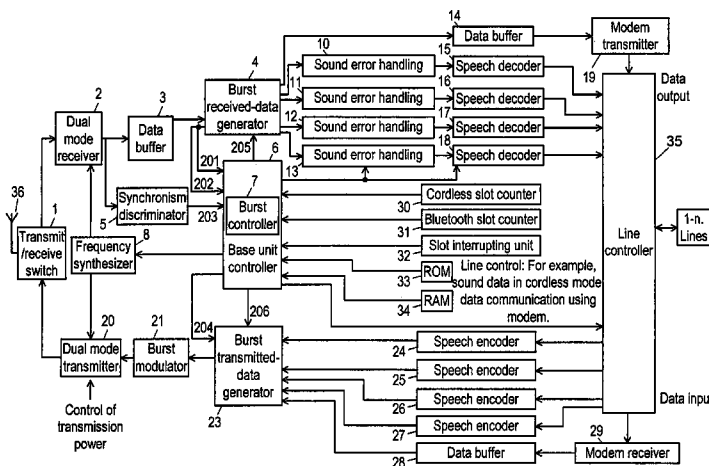 14
Data buffer
Modem transmitter
19
10
Sound error handling
15
Speech decoder
11
Sound error handling
16
Speech decoder
12
Sound error handling
17
Speech decoder
13
Sound error handling
18
Speech decoder
Data output
4
Burst received-data generator
2
Dual mode receiver
3
Data buffer
201
202
203
205
6
7
Burst controller
Base unit controller
Synchronism discriminator
5
36
1
Transmit /receive switch
Frequency synthesizer
8
Cordless slot counter
30
Bluetooth slot counter
31
Slot interrupting unit
32
ROM
33
RAM
34
Line control: For example, sound data in cordless mode data communication using modem.
35
Line controller
1-n. Lines
204
206
20
Dual mode transmitter
21
Burst modulator
Burst transmitted-data generator
23
Control of transmission power
24
Speech encoder
25
Speech encoder
26
Speech encoder
27
Speech encoder
28
Data buffer
29
Modem receiver
Data input